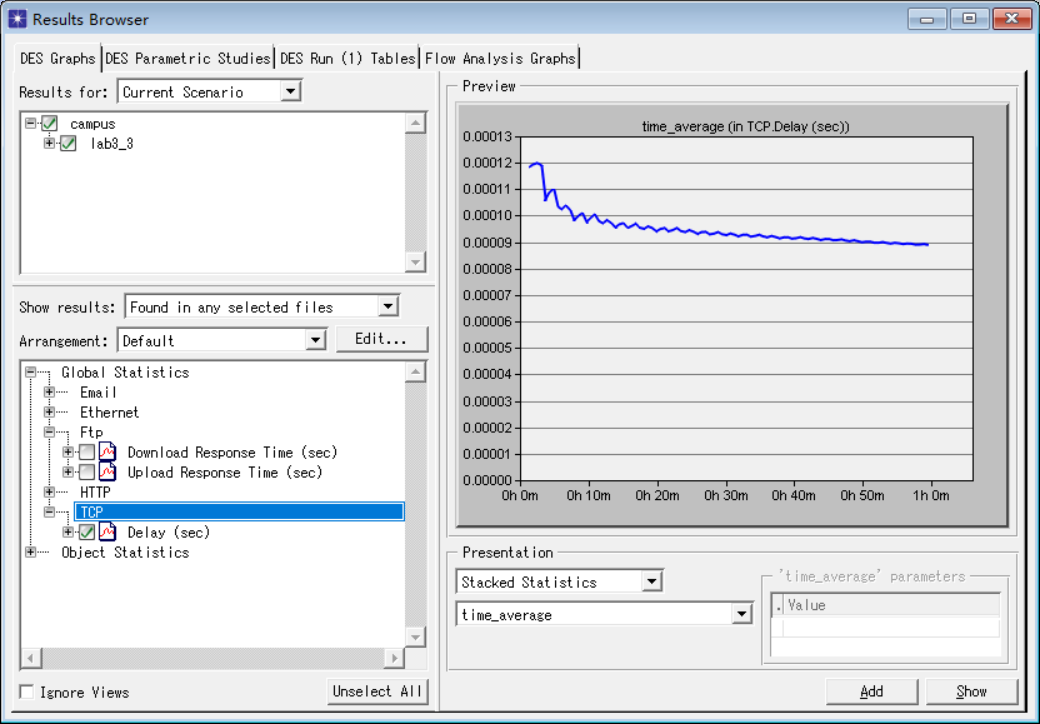 Results Browser
DES Graphs DES Parametric Studies DES Run (1) Tables Flow Analysis Graphs
Results for: Current Scenario
campus
lab3_3
Show results: Found in any selected files
Arrangement: Default Edit...
Global Statistics
Email
Ethernet
Ftp
Download Response Time (sec)
Upload Response Time (sec)
HTTP
TCP
Delay (sec)
Object Statistics
Ignore Views Unselect All
Preview
time_average (in TCP.Delay (sec))
0.00013
0.00012
0.00011
0.00010
0.00009
0.00008
0.00007
0.00006
0.00005
0.00004
0.00003
0.00002
0.00001
0.00000
0h 0m 0h 10m 0h 20m 0h 30m 0h 40m 0h 50m 1h 0m
Presentation
Stacked Statistics
time_average
'time_average' parameters
. Value
Add Show